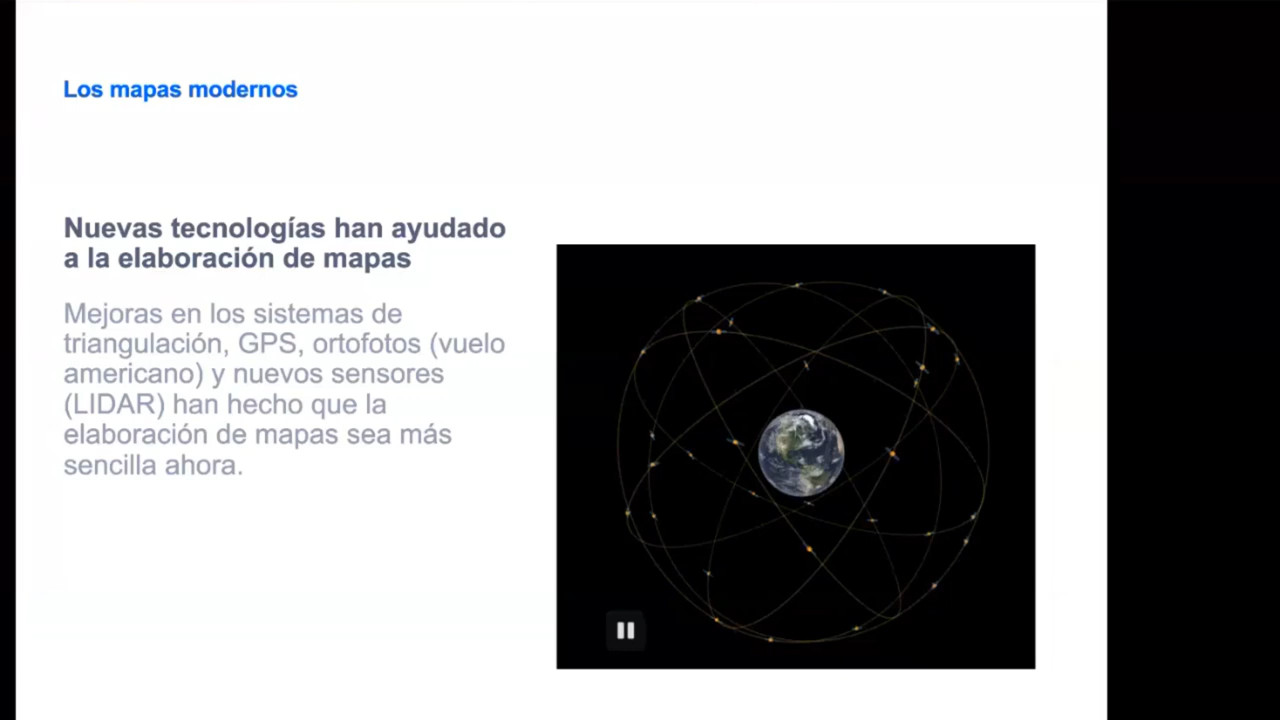 Los mapas modernos
Nuevas tecnologías han ayudado
a la elaboración de mapas
Mejoras en los sistemas de
triangulación, GPS, ortofotos (vuelo
americano) y nuevos sensores
(LIDAR) han hecho que la
elaboración de mapas sea más
sencilla ahora.